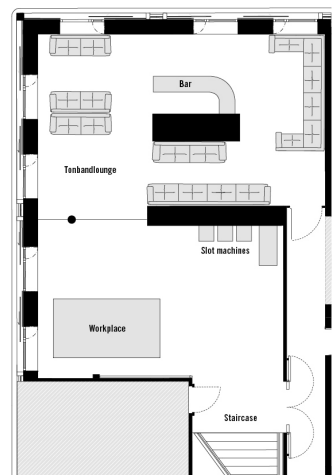 Bar
Tonbandlounge
Slot machines
Workplace
Staircase